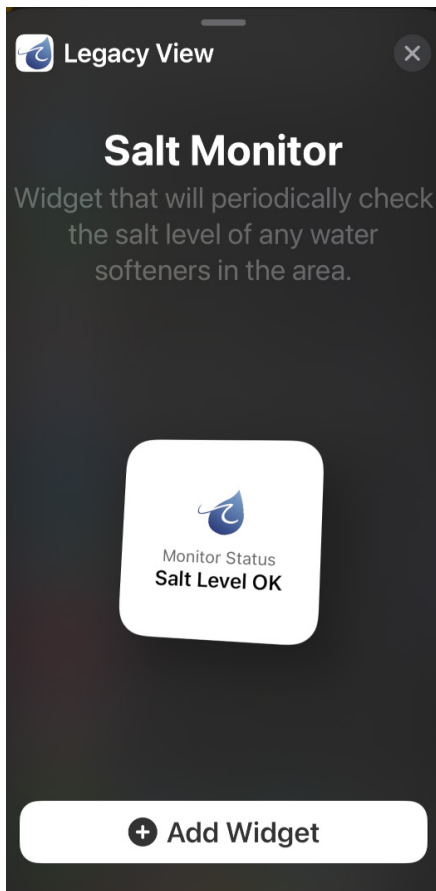 Legacy View
Salt Monitor
Widget that will periodically check
the salt level of any water
softeners in the area.
Monitor Status
Salt Level OK
Add Widget